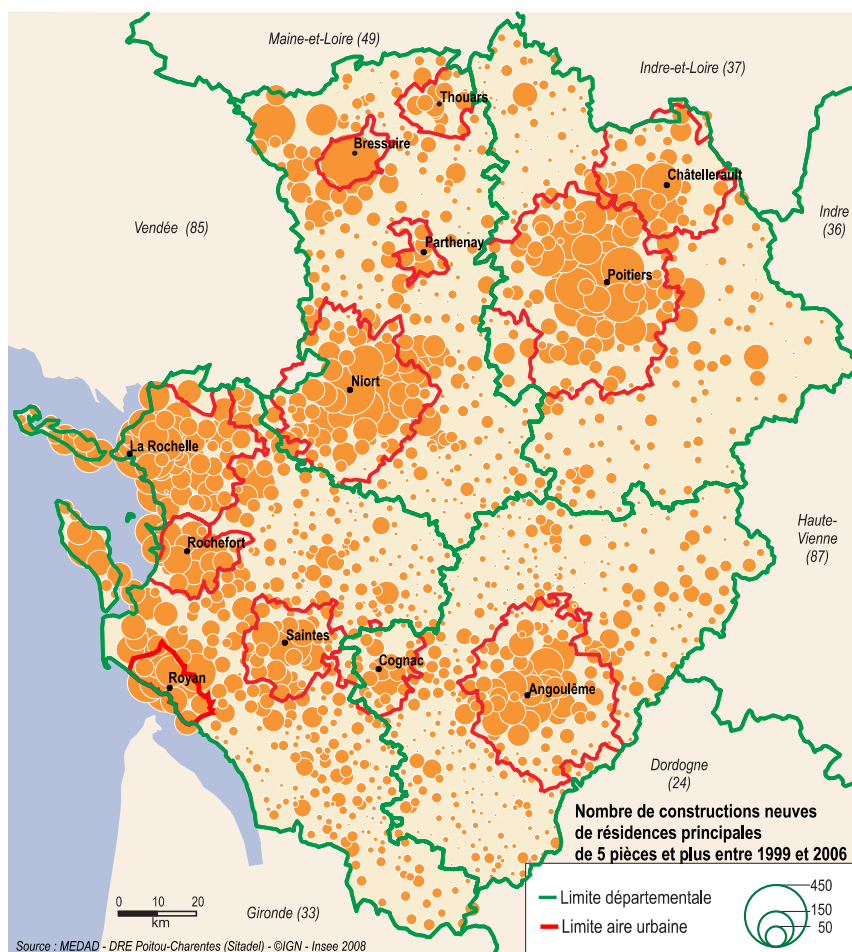 Maine-et-Loire (49)
Indre-et-Loire (37)
Thouars
Bressuire
Châtellerault
Indre
(36)
Vendée (85)
Parthenay
Poitiers
Niort
La Rochelle
Haute-
Vienne
(87)
Rochefort
Saintes
Cognac
Royan
Angoulême
Dordogne
(24)
Nombre de constructions neuves
de résidences principales
de 5 pièces et plus entre 1999 et 2006
450
150
50
Limite départementale
Limite aire urbaine
0 10 20
km
Gironde (33)
Source : MEDAD - DRE Poitou-Charentes (Sitadel) - ©IGN - Insee 2008